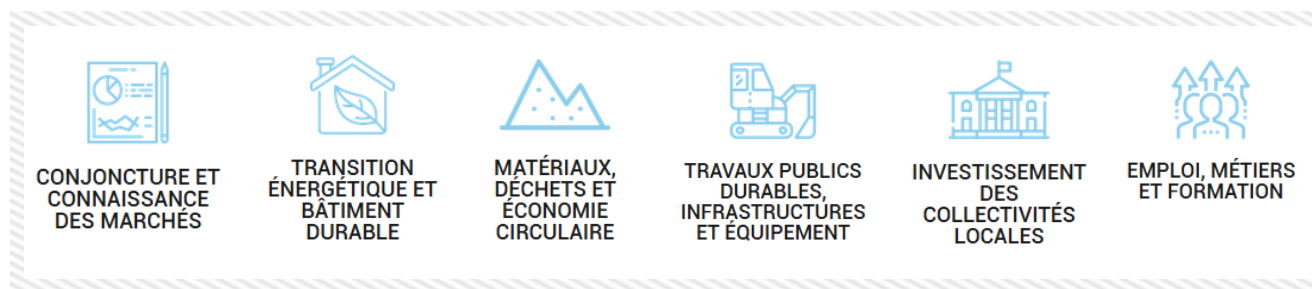 CONJONCTURE ET
CONNAISSANCE
DES MARCHÉS
TRANSITION
ÉNERGÉTIQUE ET
BÂTIMENT
DURABLE
MATÉRIAUX,
DÉCHETS ET
ÉCONOMIE
CIRCULAIRE
TRAVAUX PUBLICS
DURABLES,
INFRASTRUCTURES
ET ÉQUIPEMENT
INVESTISSEMENT
DES
COLLECTIVITÉS
LOCALES
EMPLOI, MÉTIERS
ET FORMATION